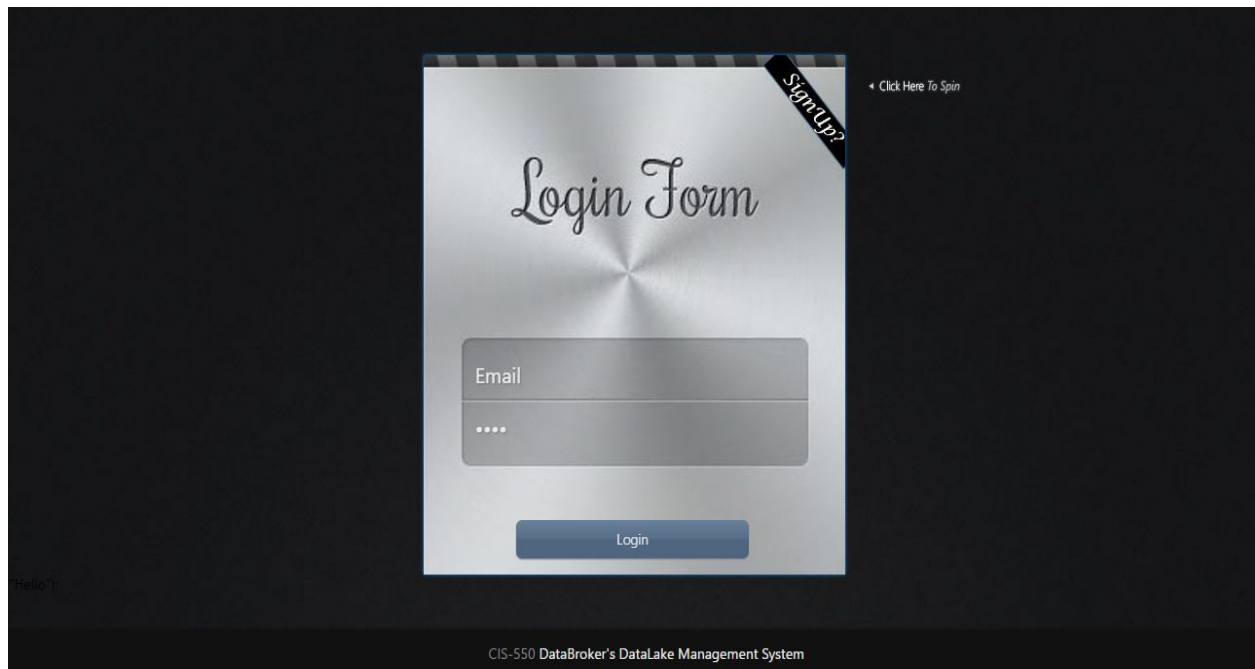 SignUp?
◂ Click Here To Spin
Login Form
Email
••••
Login
"Hello");
CIS-550 DataBroker's DataLake Management System